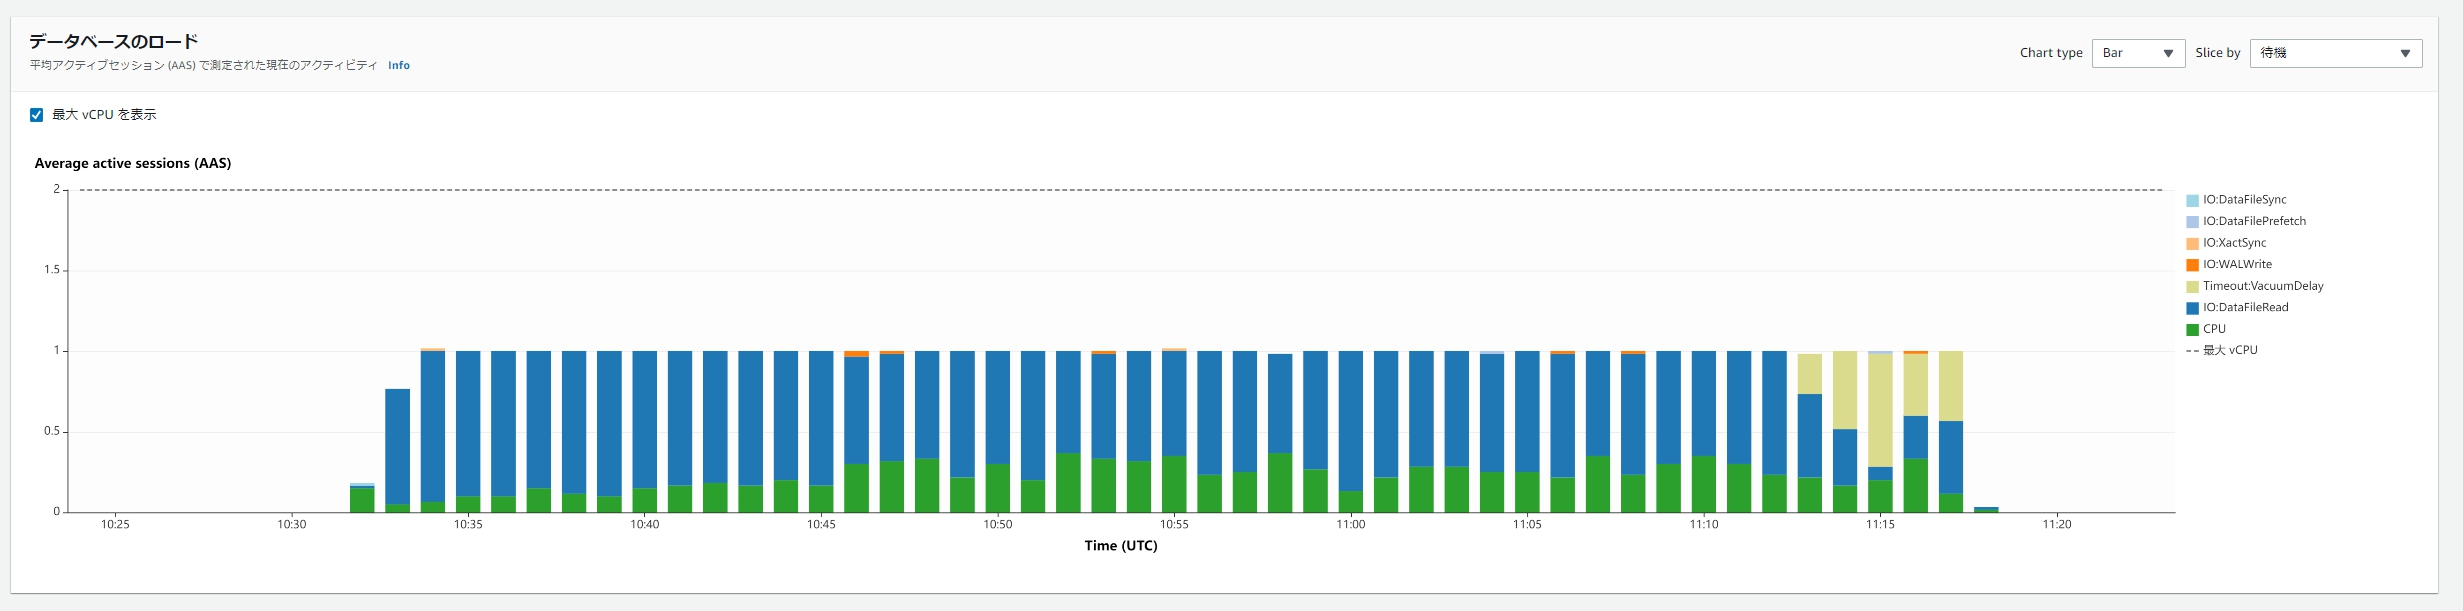 データベースのロード
平均アクティブセッション (AAS) で測定された現在のアクティビティ Info
Chart type Bar Slice by 待機
最大 vCPU を表示
Average active sessions (AAS)
2
1.5
1
0.5
0
10:25 10:30 10:35 10:40 10:45 10:50 10:55 11:00 11:05 11:10 11:15 11:20
Time (UTC)
IO:DataFileSync
IO:DataFilePrefetch
IO:XactSync
IO:WALWrite
Timeout:VacuumDelay
IO:DataFileRead
CPU
最大 vCPU